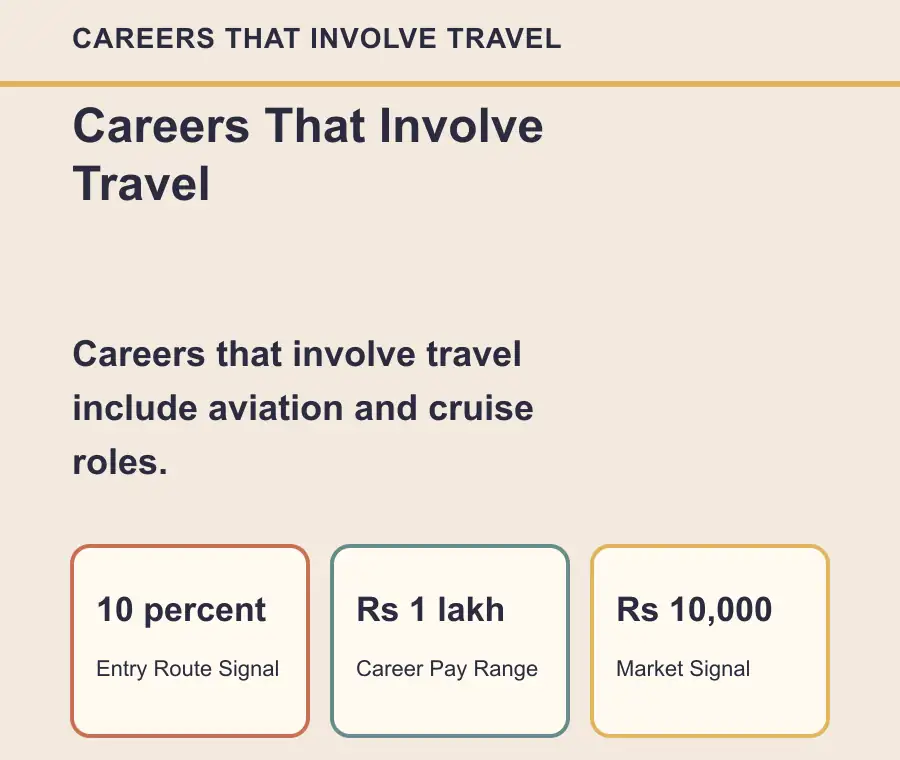 CAREERS THAT INVOLVE TRAVEL
Careers That Involve
Travel
Careers that involve travel
include aviation and cruise
roles.
10 percent
Entry Route Signal
Rs 1 lakh
Career Pay Range
Rs 10,000
Market Signal